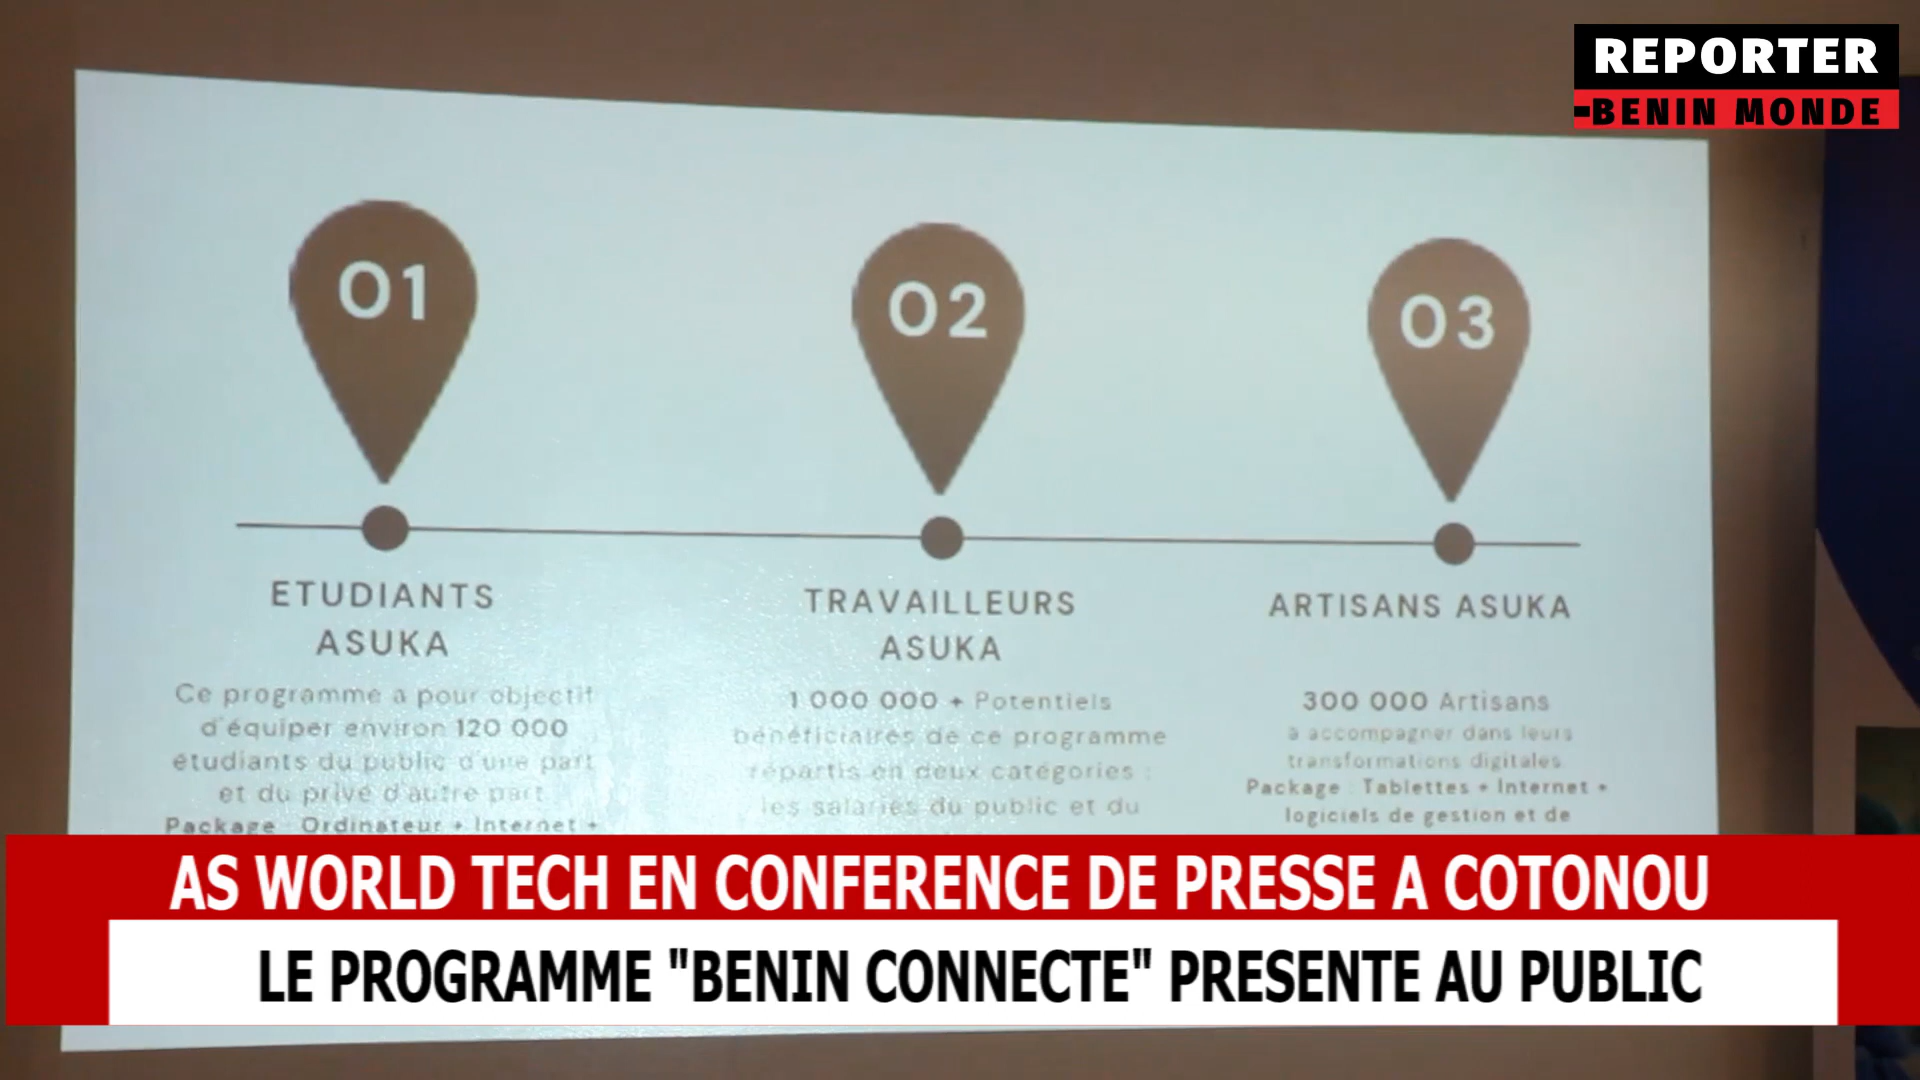 REPORTER
BENIN MONDE
01
02
03
ETUDIANTS
ASUKA
Ce programme a pour objectif
d'équiper environ 120 000
étudiants du public d'une part
et du privé d'autre part.
Package : Ordinateur + Internet +
TRAVAILLEURS
ASUKA
1 000 000 + Potentiels
bénéficiaires de ce programme
répartis en deux catégories :
les salariés du public et du
ARTISANS ASUKA
300 000 Artisans
à accompagner dans leurs
transformations digitales
Package : Tablettes + Internet +
logiciels de gestion et de
AS WORLD TECH EN CONFERENCE DE PRESSE A COTONOU
LE PROGRAMME "BENIN CONNECTE" PRESENTE AU PUBLIC